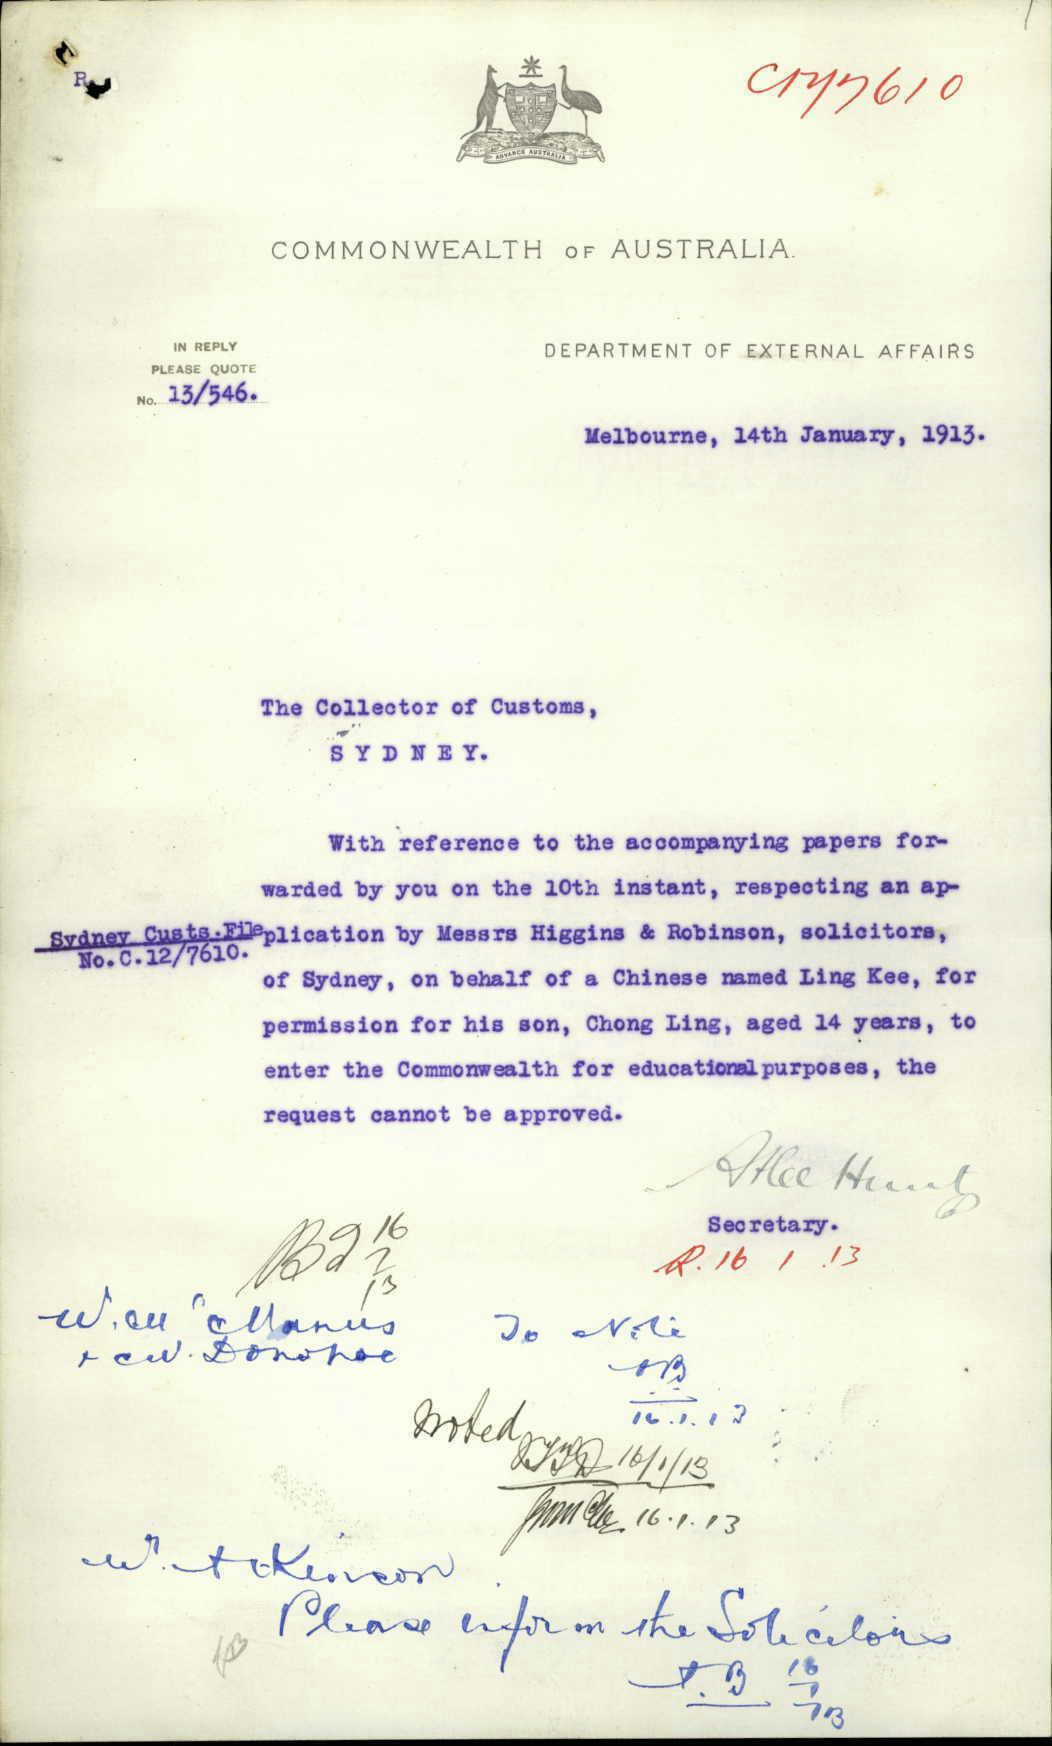 R.
ADVANCE AUSTRALIA
COMMONWEALTH OF AUSTRALIA.
IN REPLY
PLEASE QUOTE
No. 13/546.
DEPARTMENT OF EXTERNAL AFFAIRS
Melbourne, 14th January, 1913.
The Collector of Customs,
S Y D N E Y.
With reference to the accompanying papers for-
warded by you on the 10th instant, respecting an ap-
Sydney Custs. File
No.C.12/7610.
plication by Messrs Higgins & Robinson, solicitors,
of Sydney, on behalf of a Chinese named Ling Kee, for
permission for his son, Chong Ling, aged 14 years, to
enter the Commonwealth for educational purposes, the
request cannot be approved.
Atlee Hunt
Secretary.
R. 16 1 13
16
1
13
McManus
& Donohoe
To Note
AB
16.1.13
Noted
16/1/13
16.1.13
Atkinson
Please inform the Solicitors
A.B 16
1
13